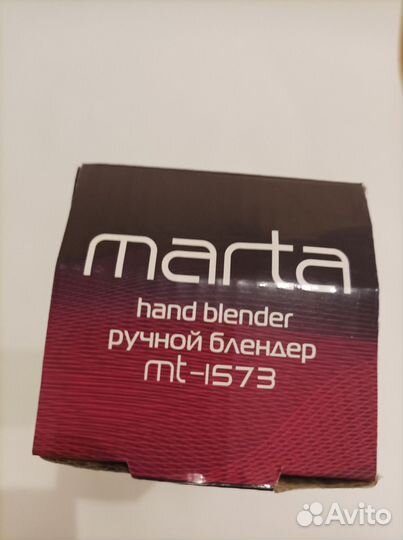 marta
hand blender
ручной блендер
mt-1573
Avito